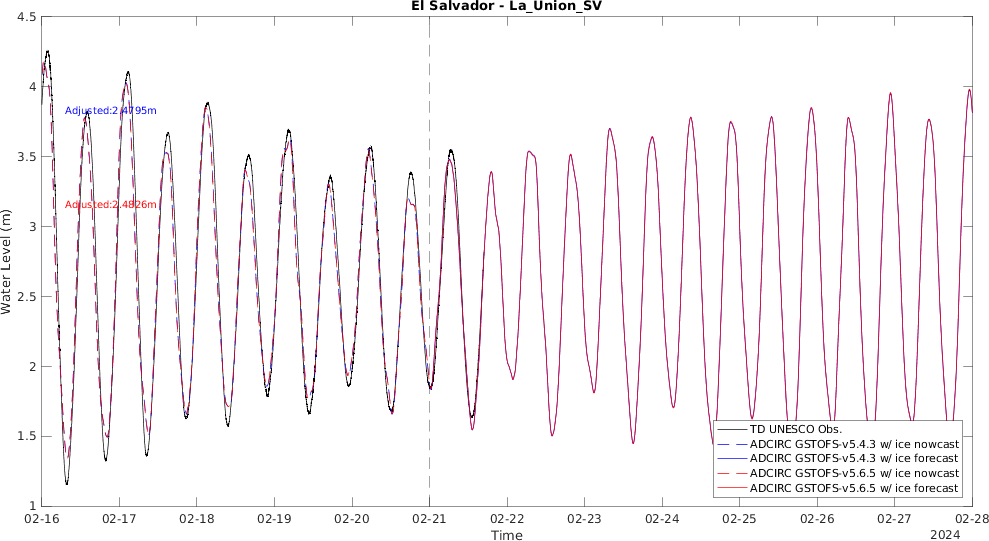 El Salvador - La_Union_SV
4.5
4
3.5
3
2.5
2
1.5
1
Water Level (m)
Adjusted:2.4795m
Adjusted:2.4826m
TD UNESCO Obs.
ADCIRC GSTOFS-v5.4.3 w/ ice nowcast
ADCIRC GSTOFS-v5.4.3 w/ ice forecast
ADCIRC GSTOFS-v5.6.5 w/ ice nowcast
ADCIRC GSTOFS-v5.6.5 w/ ice forecast
02-16 02-17 02-18 02-19 02-20 02-21 02-22 02-23 02-24 02-25 02-26 02-27 02-28
Time 2024